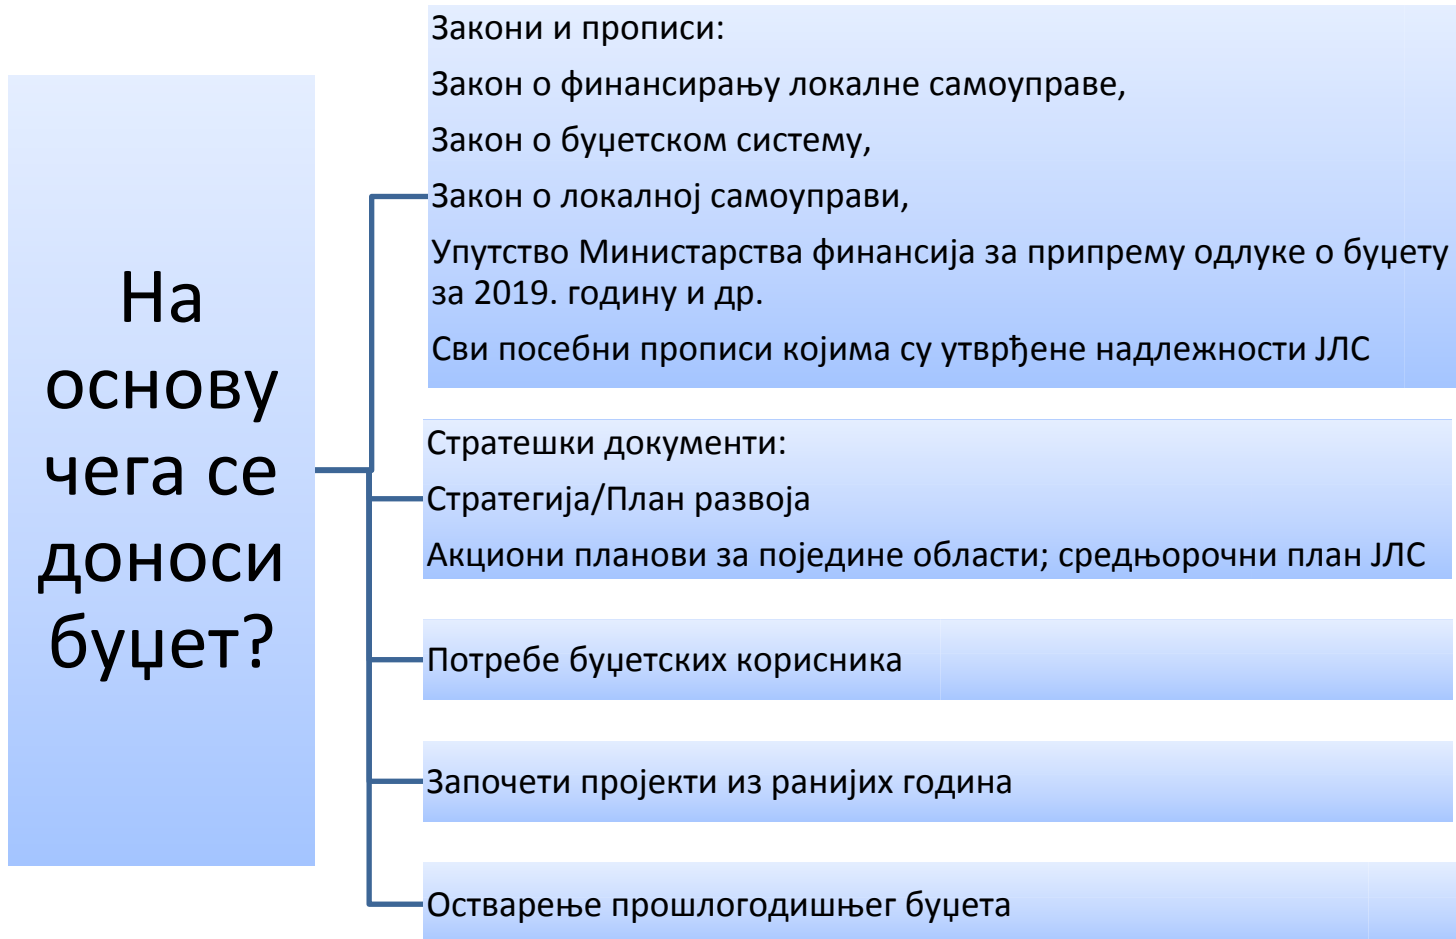 На
основу
чега се
доноси
буџет?
Закони и прописи:
Закон о финансирању локалне самоуправе,
Закон о буџетском систему,
Закон о локалној самоуправи,
Упутство Министарства финансија за припрему одлуке о буџету
за 2019. годину и др.
Сви посебни прописи којима су утврђене надлежности ЈЛС
Стратешки документи:
Стратегија/План развоја
Акциони планови за поједине области; средњорочни план ЈЛС
Потребе буџетских корисника
Започети пројекти из ранијих година
Остварење прошлогодишњег буџета